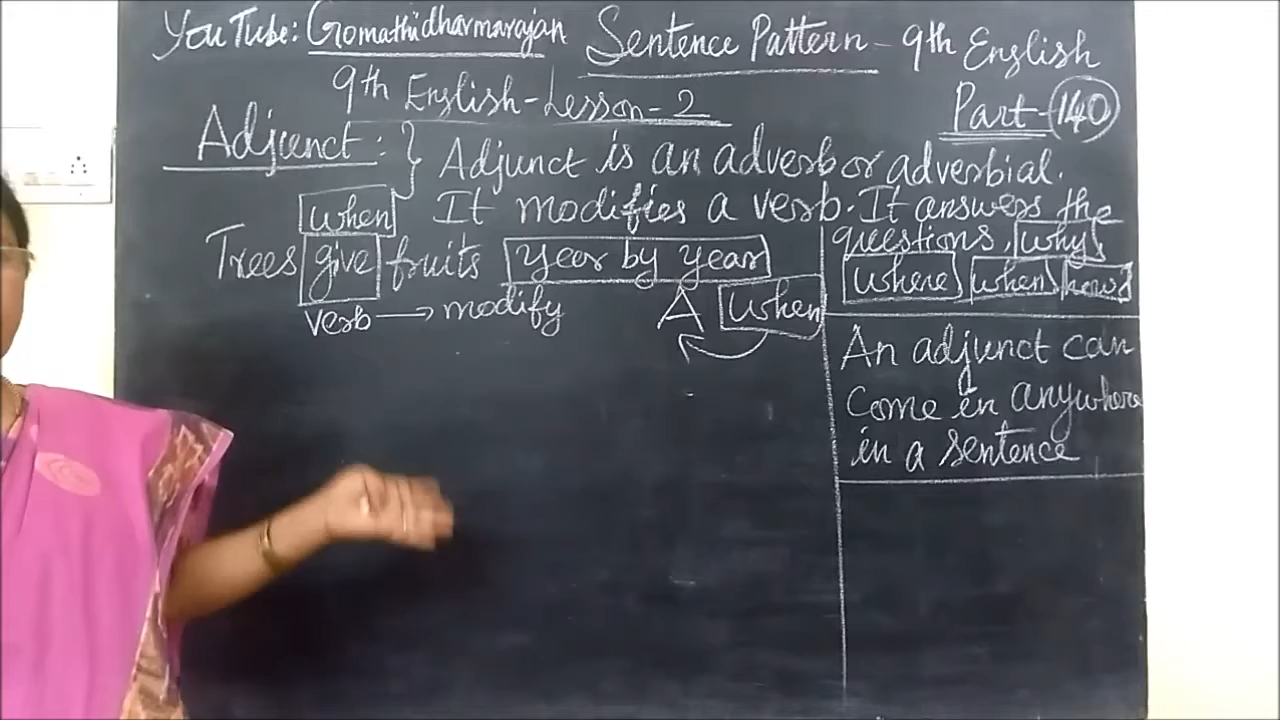 YouTube: Gomathidharmarajan Sentence Pattern - 9th English
9th English-Lesson-2
Part-140
Adjunct: } Adjunct is an adverb or adverbial.
when It modifies a verb. It answers the
questions, why,
where, when, how?
Trees give fruits year by year
verb → modify A when
An adjunct can
come in anywhere
in a sentence